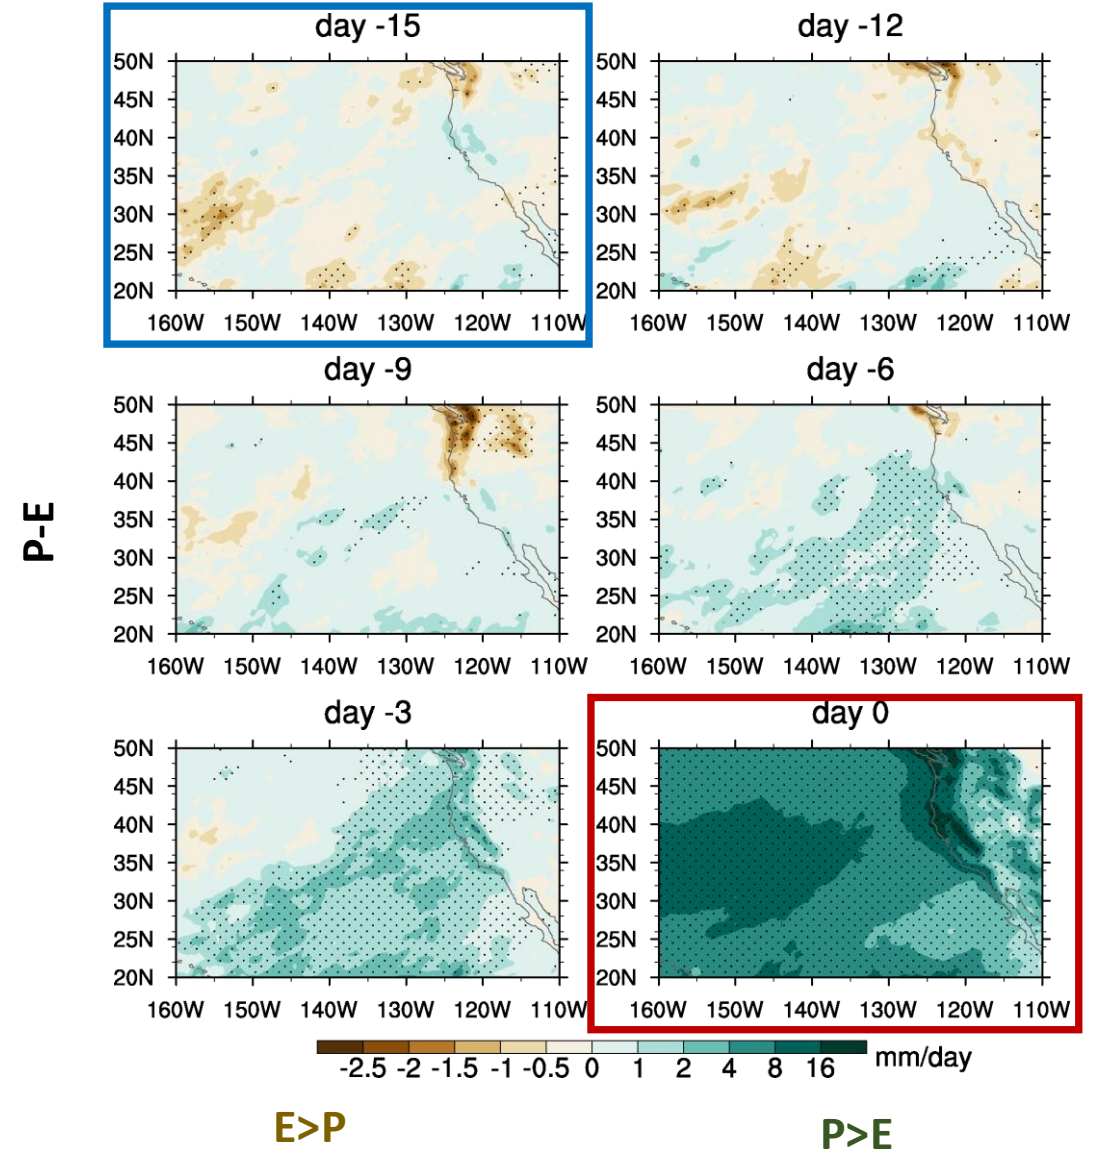 day -15
day -12
50N
45N
40N
35N
30N
25N
20N
160W 150W 140W 130W 120W 110W
50N
45N
40N
35N
30N
25N
20N
160W 150W 140W 130W 120W 110W
P-E
day -9
day -6
50N
45N
40N
35N
30N
25N
20N
160W 150W 140W 130W 120W 110W
50N
45N
40N
35N
30N
25N
20N
160W 150W 140W 130W 120W 110W
day -3
day 0
50N
45N
40N
35N
30N
25N
20N
160W 150W 140W 130W 120W 110W
50N
45N
40N
35N
30N
25N
20N
160W 150W 140W 130W 120W 110W
-2.5 -2 -1.5 -1 -0.5 0 1 2 4 8 16 mm/day
E>P
P>E